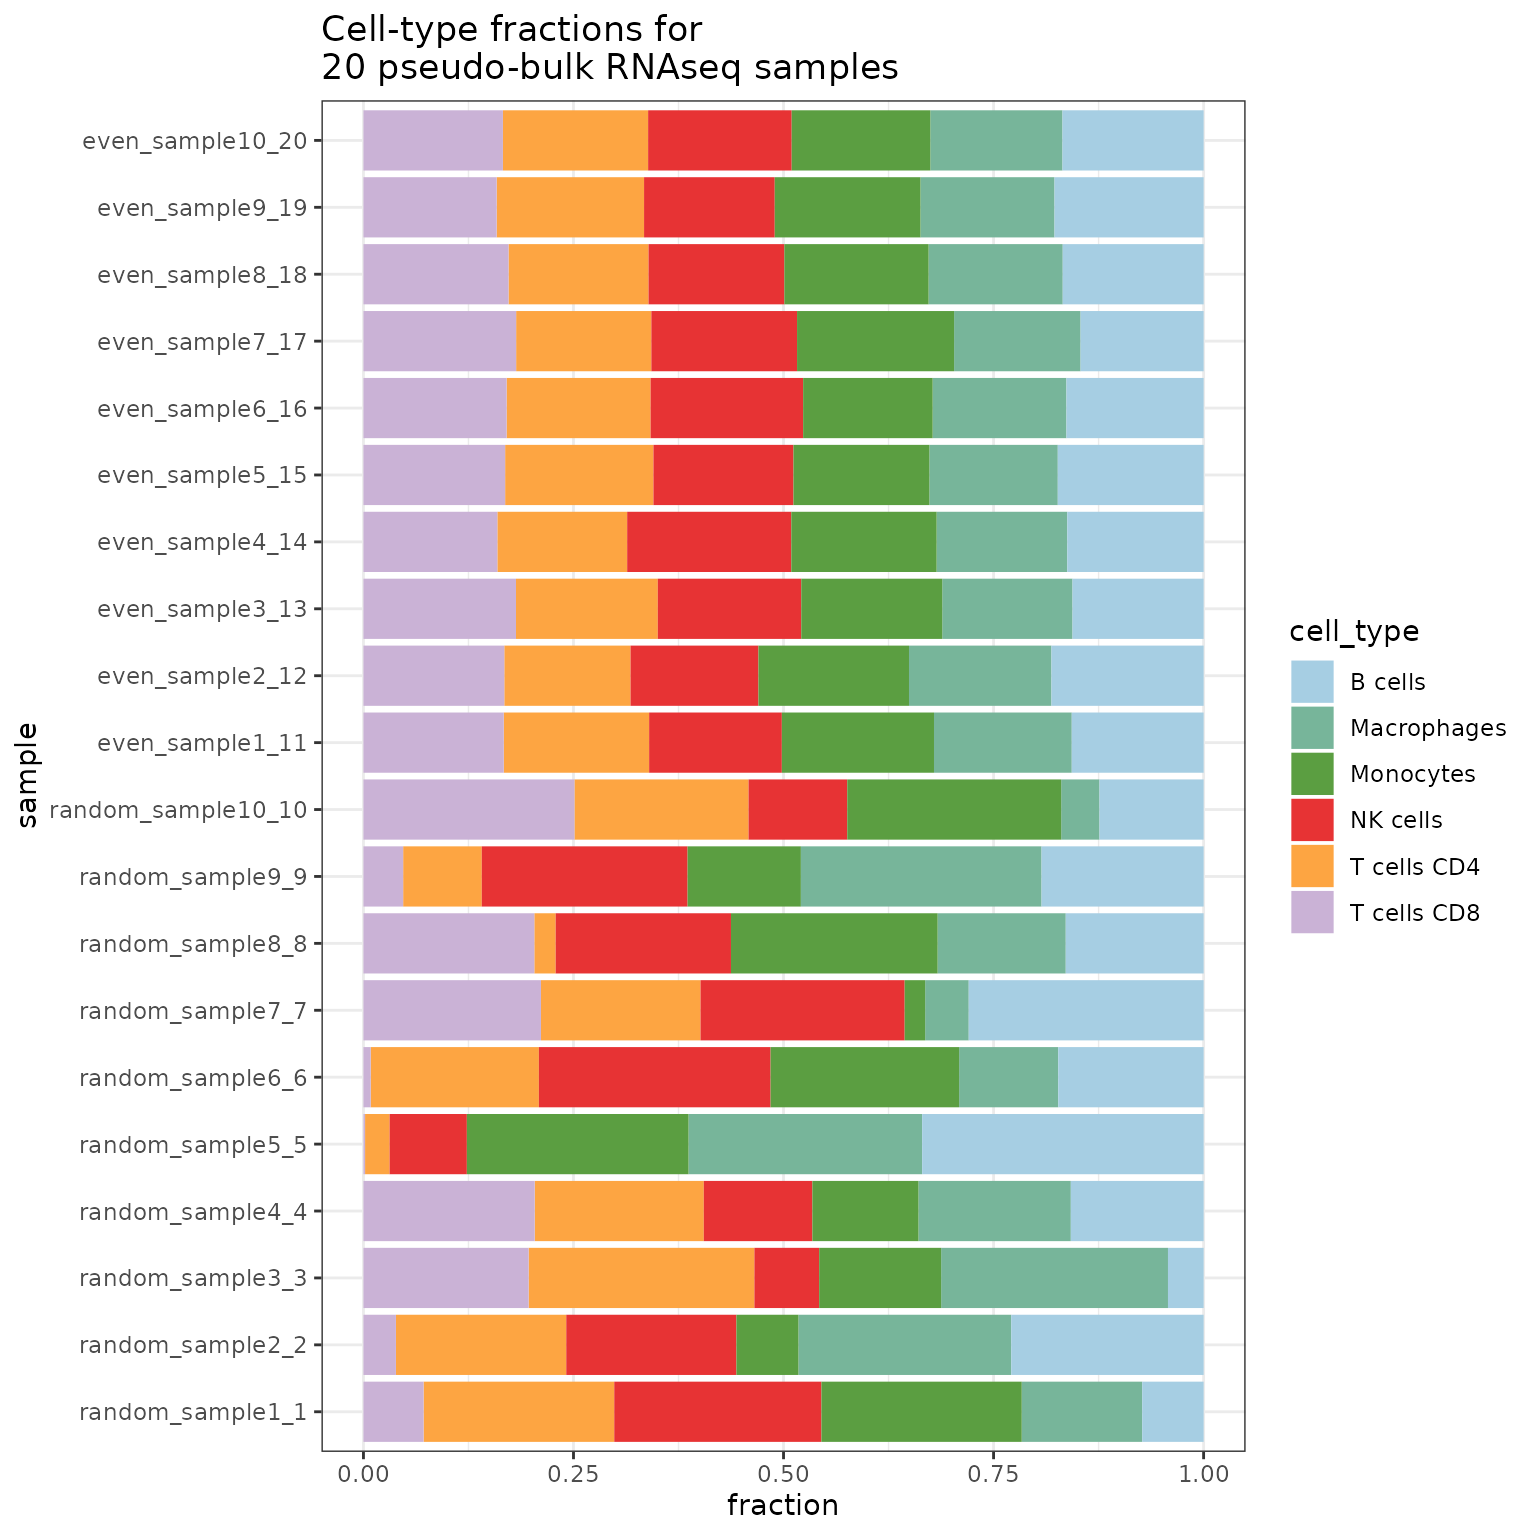 Cell-type fractions for
20 pseudo-bulk RNAseq samples
even_sample10_20
even_sample9_19
even_sample8_18
even_sample7_17
even_sample6_16
even_sample5_15
even_sample4_14
even_sample3_13
even_sample2_12
even_sample1_11
random_sample10_10
random_sample9_9
random_sample8_8
random_sample7_7
random_sample6_6
random_sample5_5
random_sample4_4
random_sample3_3
random_sample2_2
random_sample1_1
sample
0.00 0.25 0.50 0.75 1.00
fraction
cell_type
B cells
Macrophages
Monocytes
NK cells
T cells CD4
T cells CD8